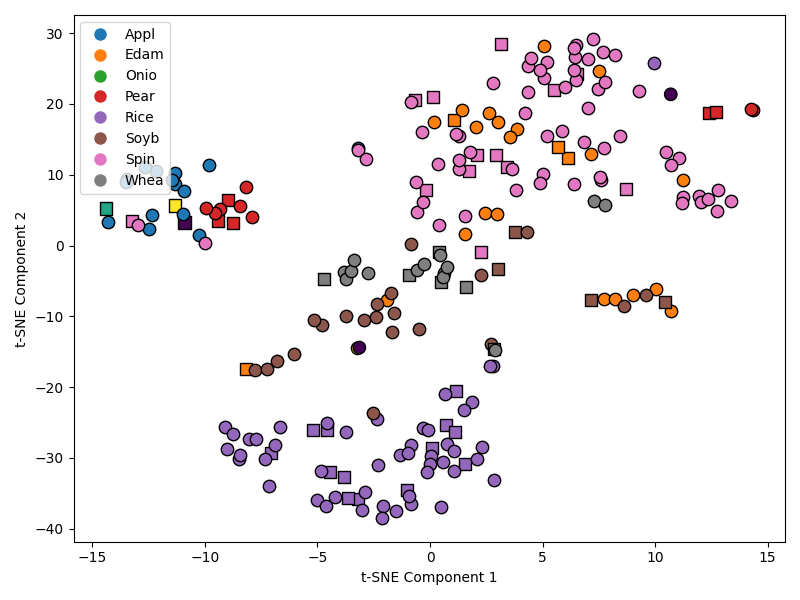 Appl
Edam
Onio
Pear
Rice
Soyb
Spin
Whea
30
20
10
0
−10
−20
−30
−40
t-SNE Component 2
−15 −10 −5 0 5 10 15
t-SNE Component 1